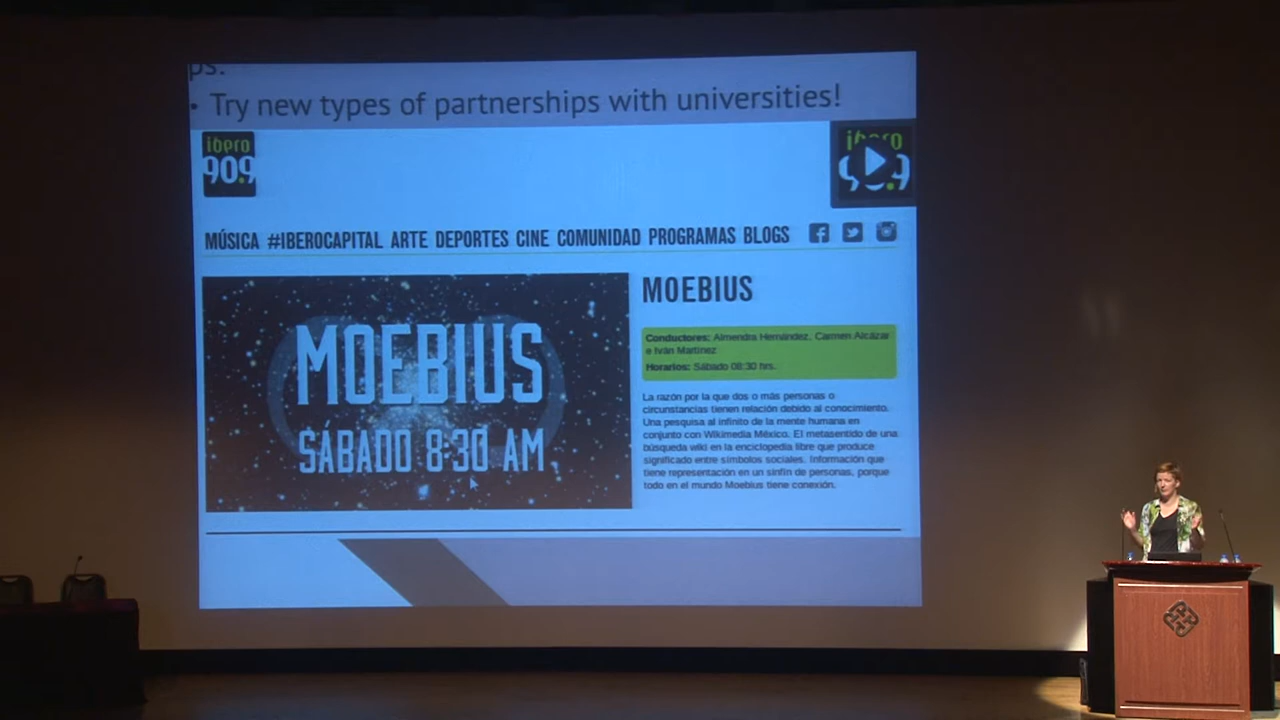 ps.
• Try new types of partnerships with universities!
ibero
90.9
ibero
90.9
MÚSICA #IBEROCAPITAL ARTE DEPORTES CINE COMUNIDAD PROGRAMAS BLOGS
MOEBIUS
SÁBADO 8:30 AM
MOEBIUS
Conductores: Almendra Hernández, Carmen Alcázar
e Iván Martínez
Horarios: Sábado 08:30 hrs.
La razón por la que dos o más personas o
circunstancias tienen relación debido al conocimiento.
Una pesquisa al infinito de la mente humana en
conjunto con Wikimedia México. El metasentido de una
búsqueda wiki en la enciclopedia libre que produce
significado entre símbolos sociales. Información que
tiene representación en un sinfín de personas, porque
todo en el mundo Moebius tiene conexión.